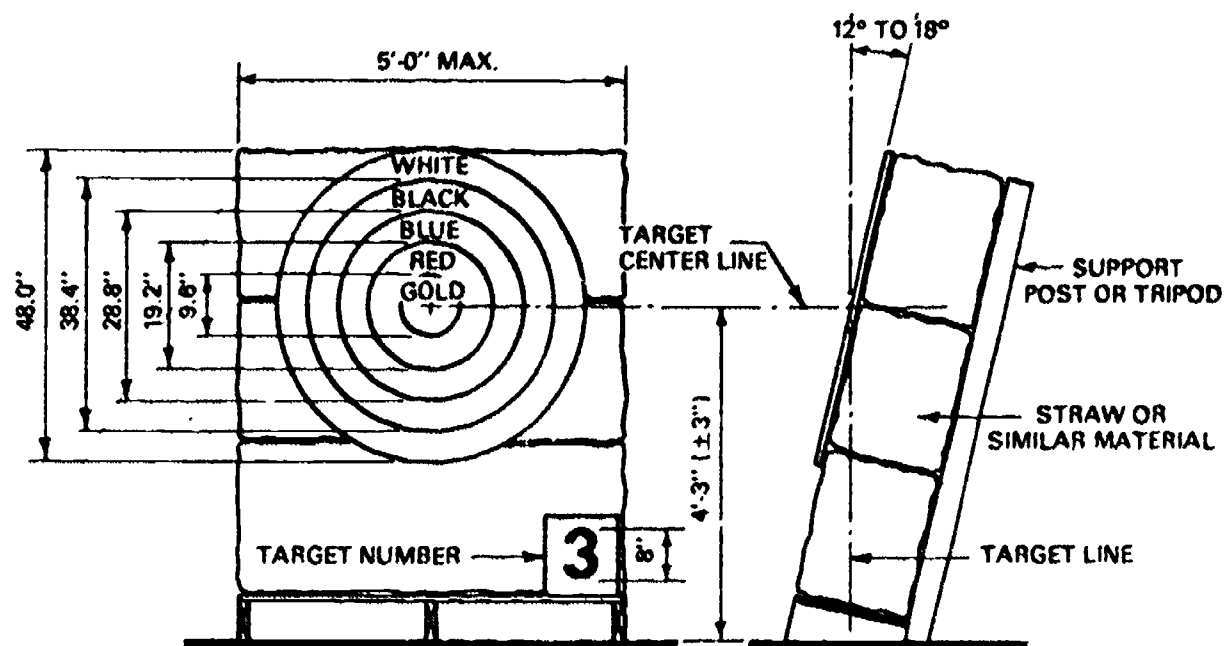 12° TO 18°
5'-0" MAX.
WHITE
BLACK
BLUE
RED
GOLD
48.0"
38.4"
28.8"
19.2"
9.6"
TARGET
CENTER LINE
SUPPORT
POST OR TRIPOD
4'-3" (±3")
STRAW OR
SIMILAR MATERIAL
TARGET NUMBER
3
8"
TARGET LINE